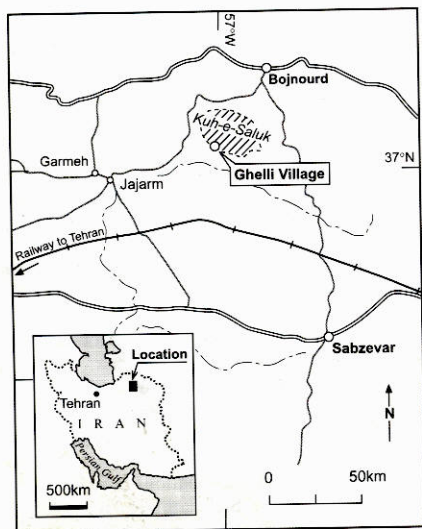 57°W
Bojnourd
Kuh-e-Saluk
37°N
Garmeh
Ghelli Village
Jajarm
Railway to Tehran
Sabzevar
Location
Tehran
IRAN
Persian Gulf
500km
N
0 50km